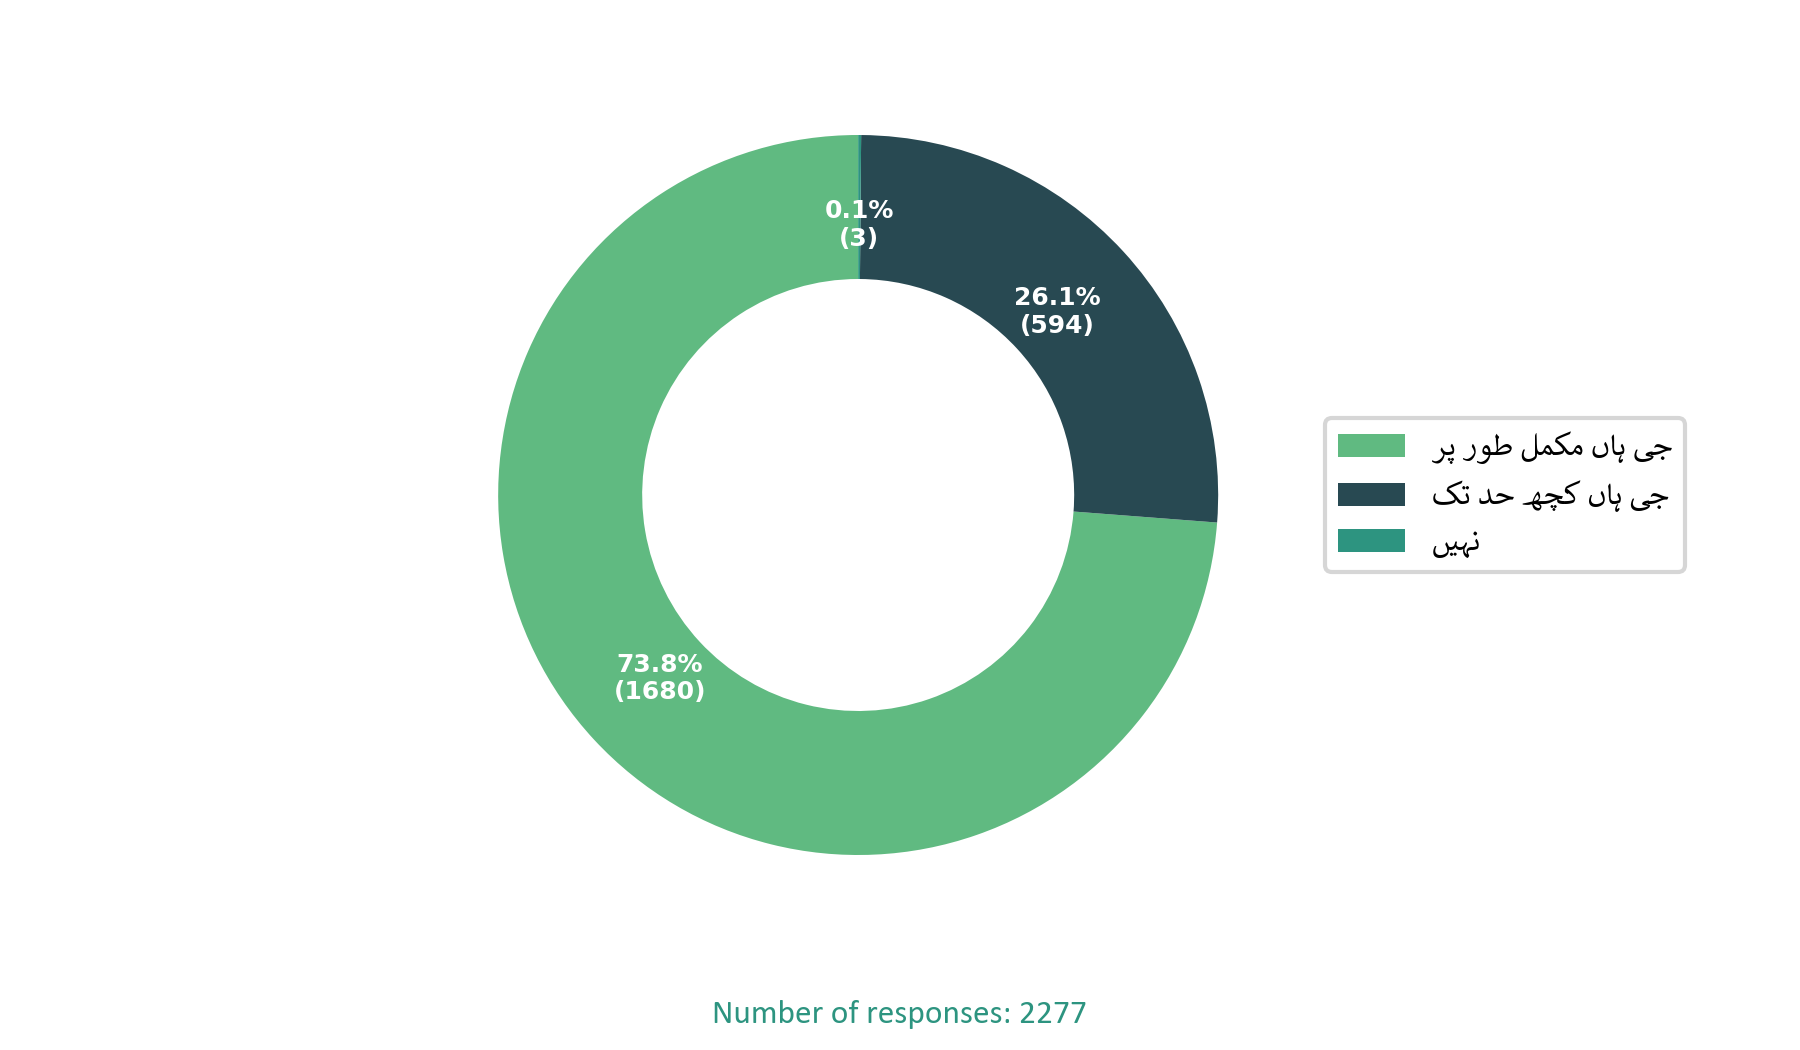 0.1%
(3)
26.1%
(594)
73.8%
(1680)
جی ہاں مکمل طور پر
جی ہاں کچھ حد تک
نہیں
Number of responses: 2277